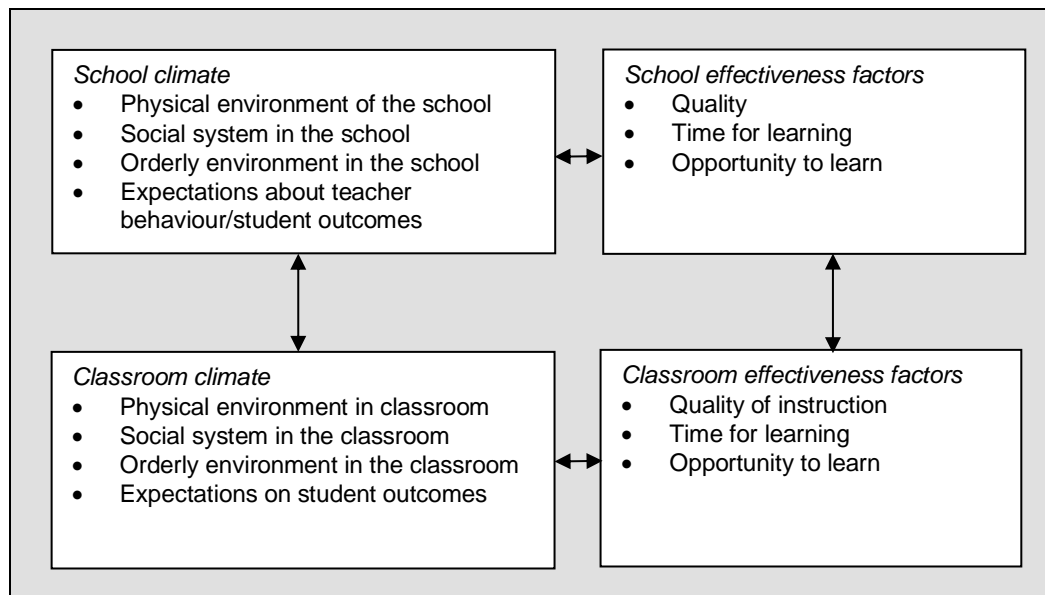 School climate
• Physical environment of the school
• Social system in the school
• Orderly environment in the school
• Expectations about teacher
behaviour/student outcomes
School effectiveness factors
• Quality
• Time for learning
• Opportunity to learn
Classroom climate
• Physical environment in classroom
• Social system in the classroom
• Orderly environment in the classroom
• Expectations on student outcomes
Classroom effectiveness factors
• Quality of instruction
• Time for learning
• Opportunity to learn